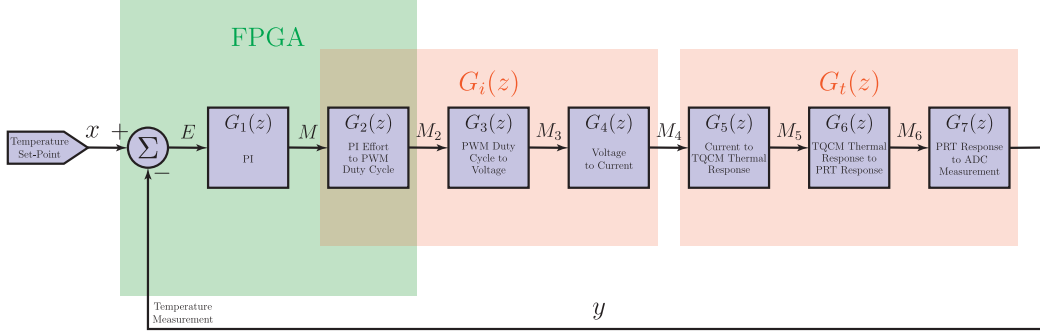 FPGA
G_i(z)
G_t(z)
Temperature
Set-Point
x
+
Σ
−
E
G_1(z)
PI
M
G_2(z)
PI Effort
to PWM
Duty Cycle
M_2
G_3(z)
PWM Duty
Cycle to
Voltage
M_3
G_4(z)
Voltage
to Current
M_4
G_5(z)
Current to
TQCM Thermal
Response
M_5
G_6(z)
TQCM Thermal
Response to
PRT Response
M_6
G_7(z)
PRT Response
to ADC
Measurement
Temperature
Measurement
y